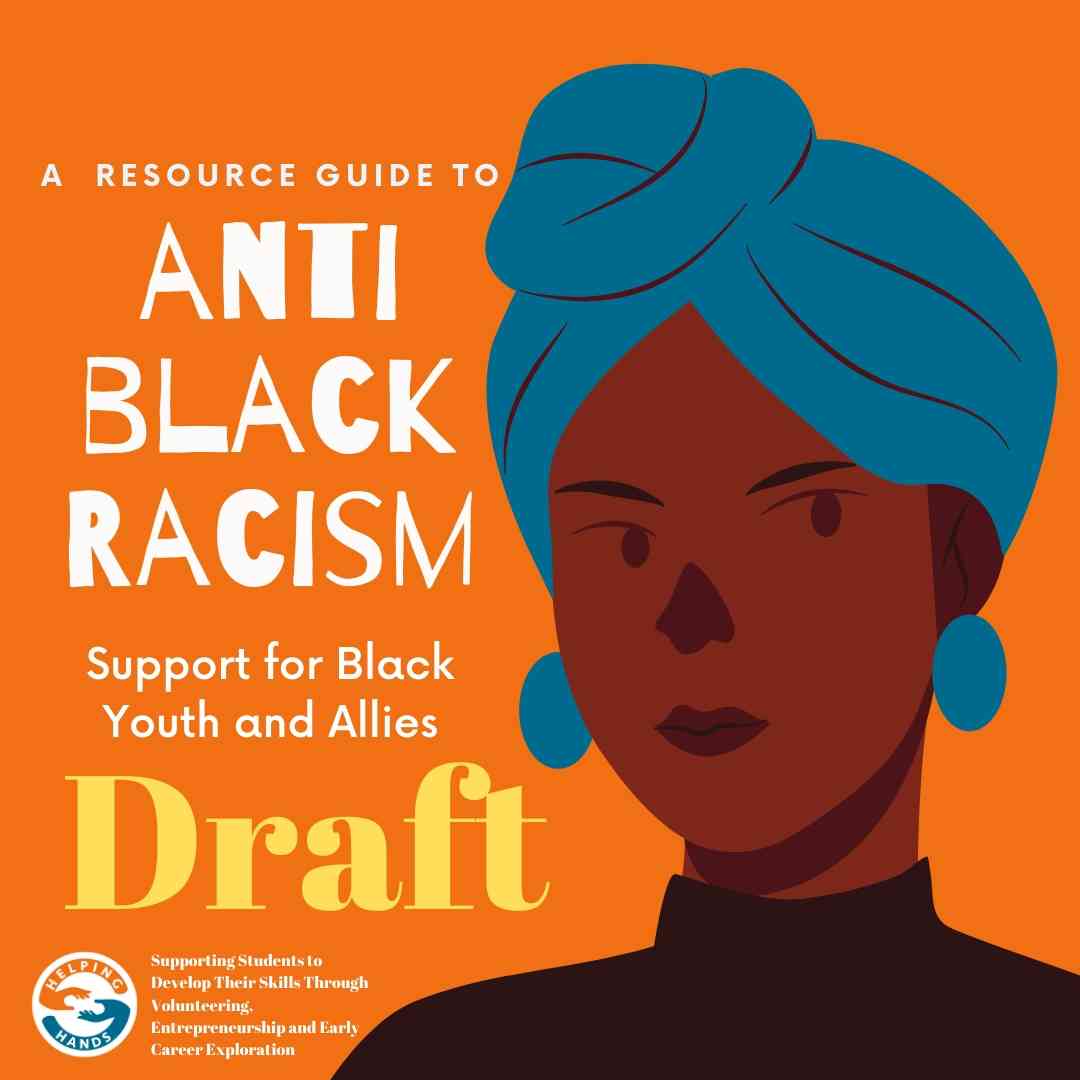 A RESOURCE GUIDE TO
ANTI
BLACK
RACISM
Support for Black
Youth and Allies
Draft
HELPING
HANDS
Supporting Students to
Develop Their Skills Through
Volunteering,
Entrepreneurship and Early
Career Exploration